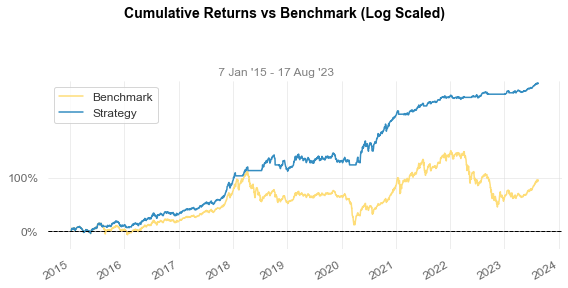 Cumulative Returns vs Benchmark (Log Scaled)
7 Jan '15 - 17 Aug '23
Benchmark
Strategy
100%
0%
2015 2016 2017 2018 2019 2020 2021 2022 2023 2024